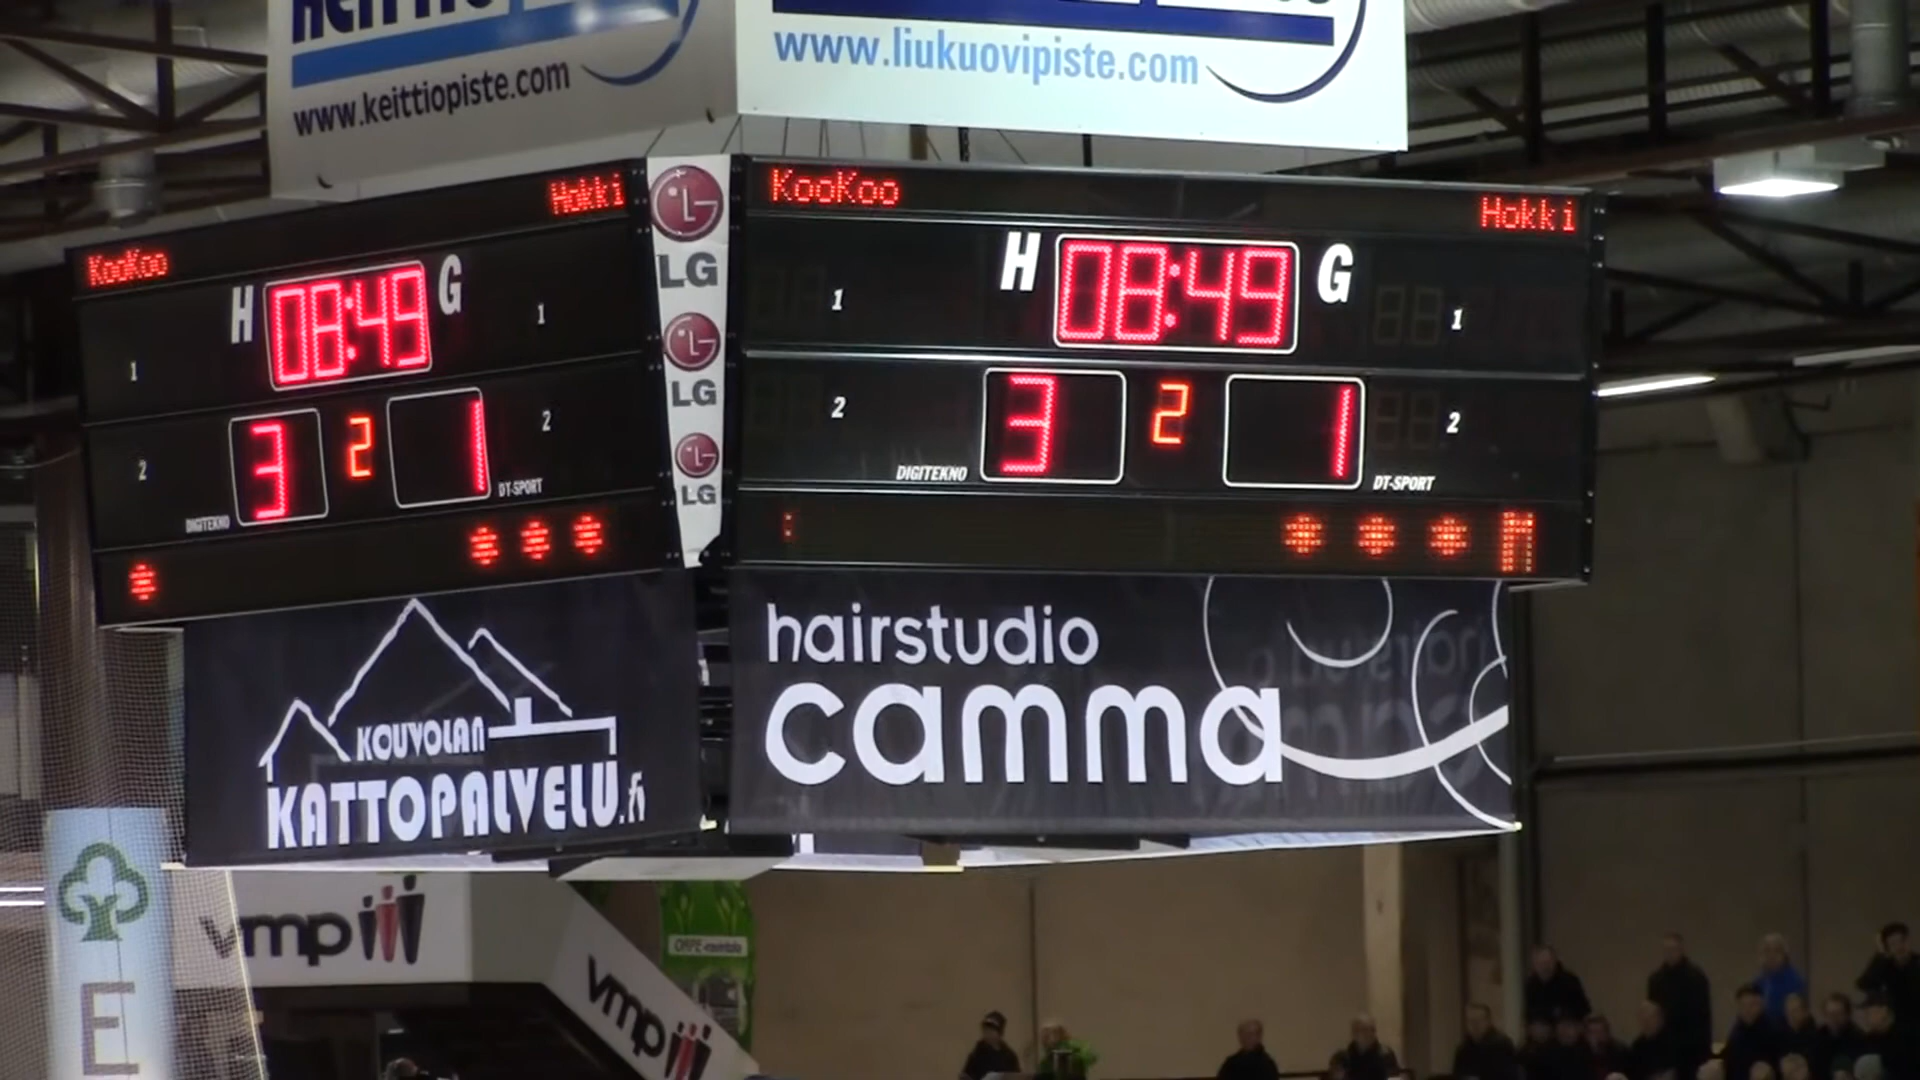 www.keittiopiste.com
www.liukuovipiste.com
KooKoo
Hokki
H
08:49
G
1
1
2
3
2
1
2
DIGITEKNO
DT-SPORT
* * * *
LG
LG
LG
KooKoo
Hokki
H
08:49
G
1
1
2
3
2
1
2
DIGITEKNO
DT-SPORT
: * * * M
KOUVOLAN
KATTOPALVELU.fi
hairstudio
camma
vmp
vmp
E